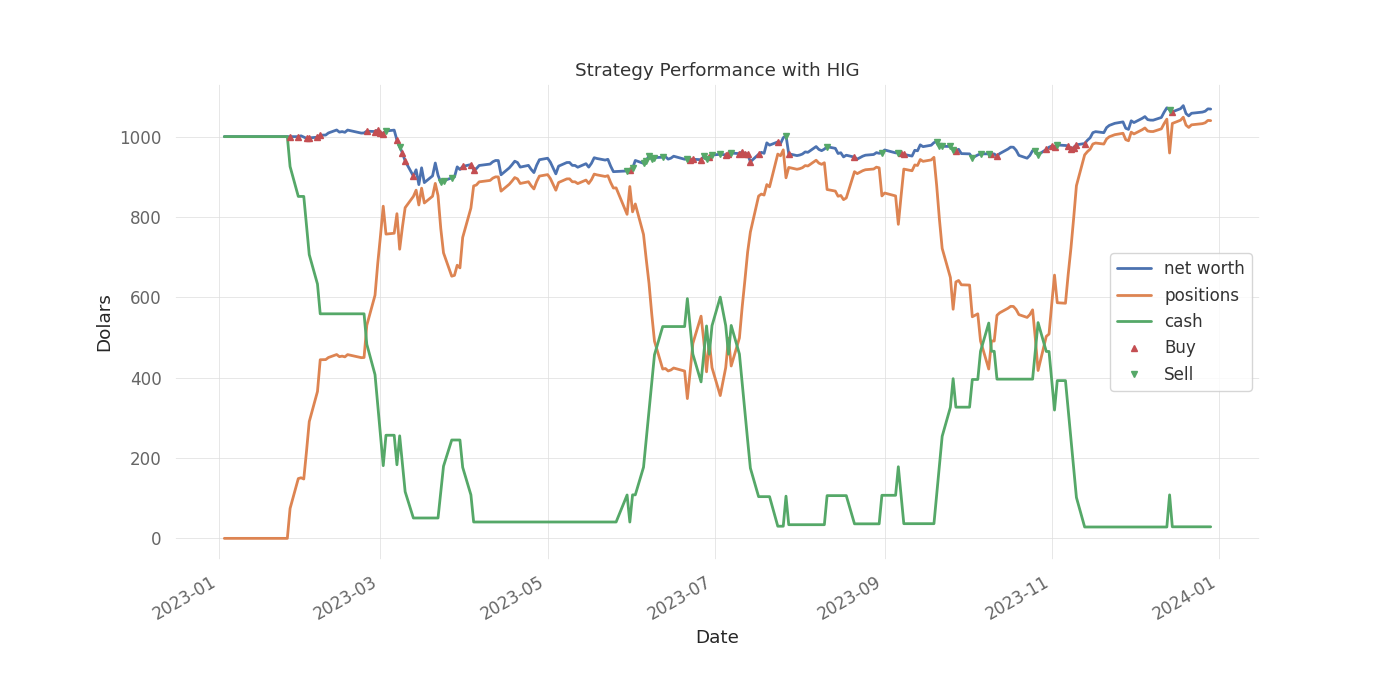 Strategy Performance with HIG
1000
800
600
400
200
0
Dolars
net worth
positions
cash
Buy
Sell
2023-01
2023-03
2023-05
2023-07
2023-09
2023-11
2024-01
Date